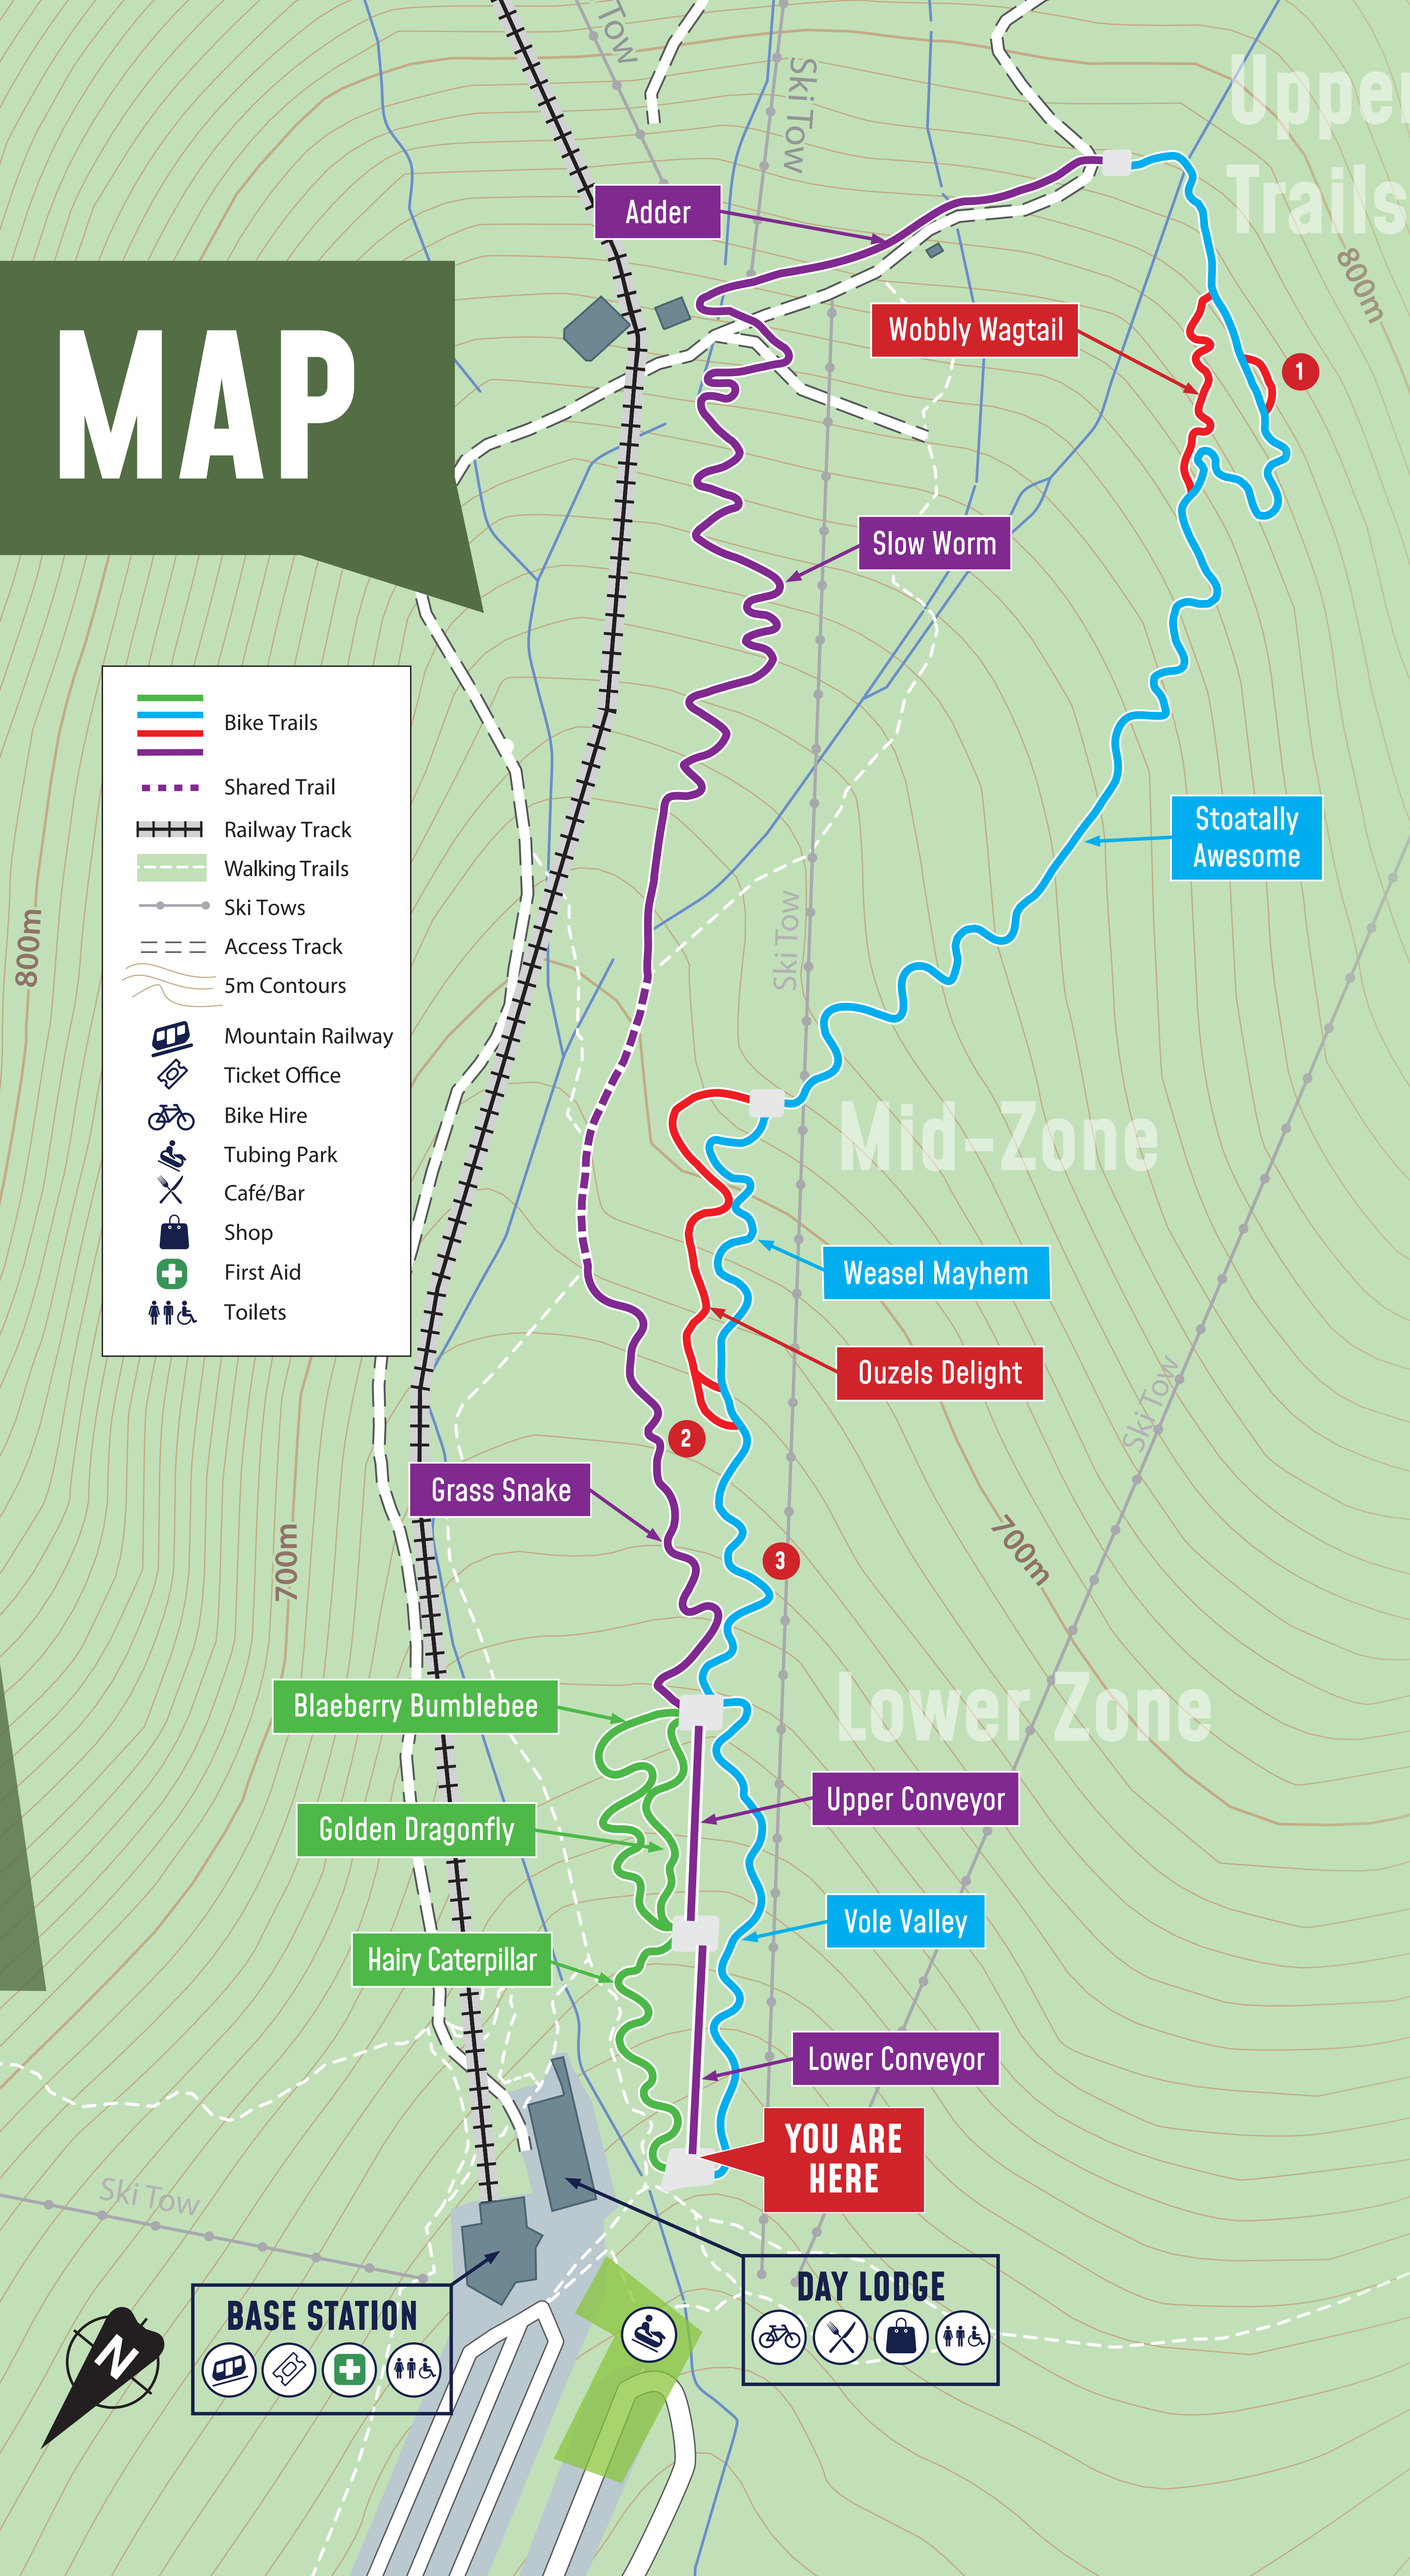 Tow
Ski Tow
Upper
Trails
Adder
800m
MAP
Wobbly Wagtail
1
Slow Worm
Bike Trails
Shared Trail
Railway Track
Walking Trails
Ski Tows
Access Track
5m Contours
Mountain Railway
Ticket Office
Bike Hire
Tubing Park
Café/Bar
Shop
First Aid
Toilets
Stoatally
Awesome
800m
Ski Tow
Mid-Zone
Weasel Mayhem
Ouzels Delight
Ski Tow
2
Grass Snake
700m
700m
3
Lower Zone
Blaeberry Bumblebee
Upper Conveyor
Golden Dragonfly
Vole Valley
Hairy Caterpillar
Lower Conveyor
YOU ARE
HERE
Ski Tow
BASE STATION
DAY LODGE
N